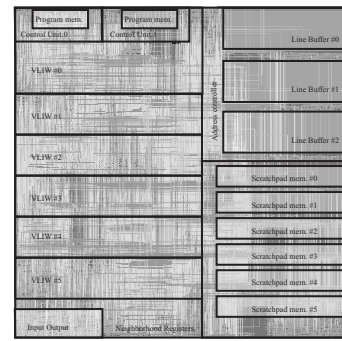 Program mem.
Program mem.
Control Unit.0
Control Unit.1
VLIW #0
VLIW #1
VLIW #2
VLIW #3
VLIW #4
VLIW #5
Input Output
Neighborhood Registers
Address controller
Line Buffer #0
Line Buffer #1
Line Buffer #2
Scratchpad mem. #0
Scratchpad mem. #1
Scratchpad mem. #2
Scratchpad mem. #3
Scratchpad mem. #4
Scratchpad mem. #5